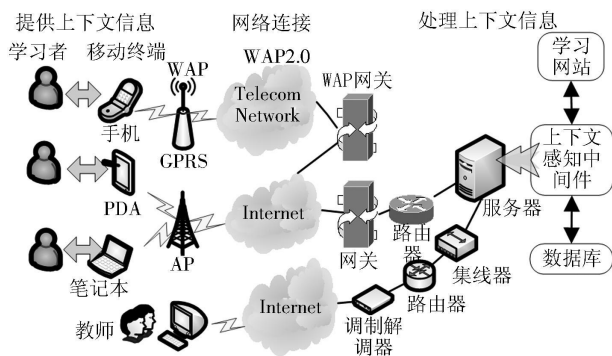 提供上下文信息
网络连接
处理上下文信息
学习者
移动终端
WAP
WAP2.0
WAP网关
学习
网站
Telecom
Network
手机
GPRS
上下文
感知中
间件
PDA
AP
Internet
网关
路由
器
服务器
集线器
数据库
笔记本
教师
Internet
调制解
调器
路由器